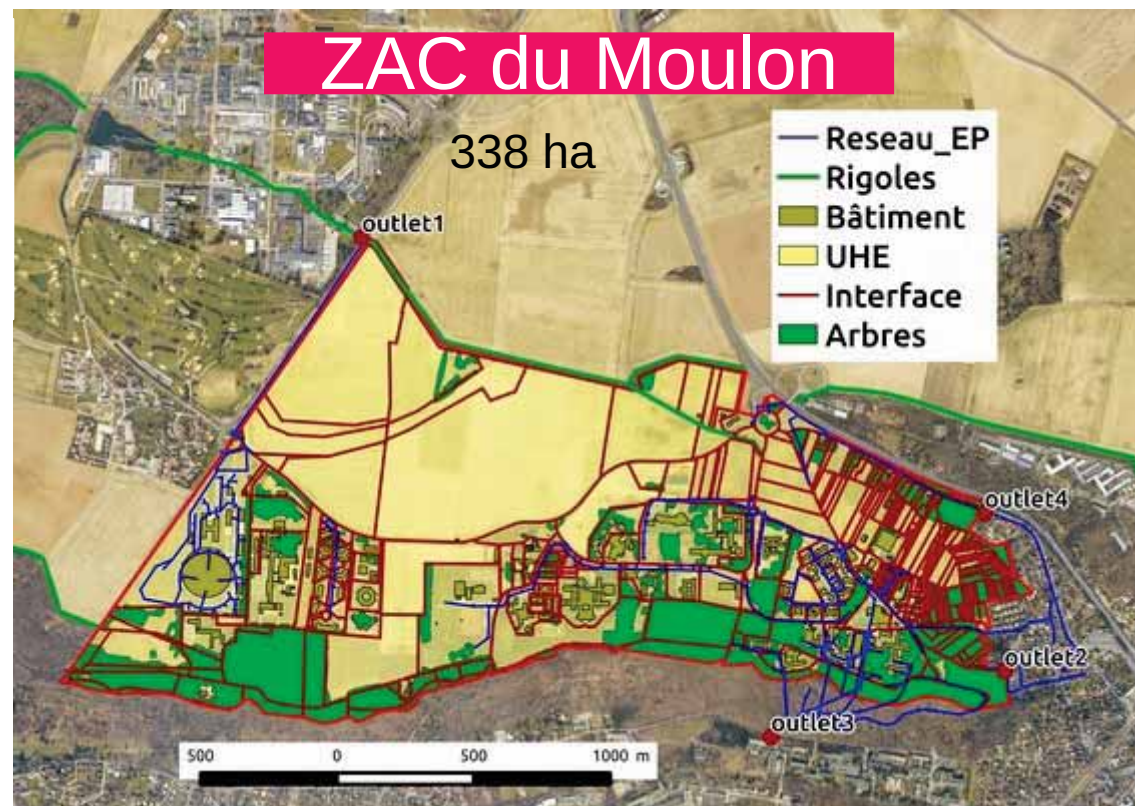 ZAC du Moulon
338 ha
Reseau_EP
Rigoles
Bâtiment
UHE
Interface
Arbres
outlet1
outlet4
outlet2
outlet3
500 0 500 1000 m